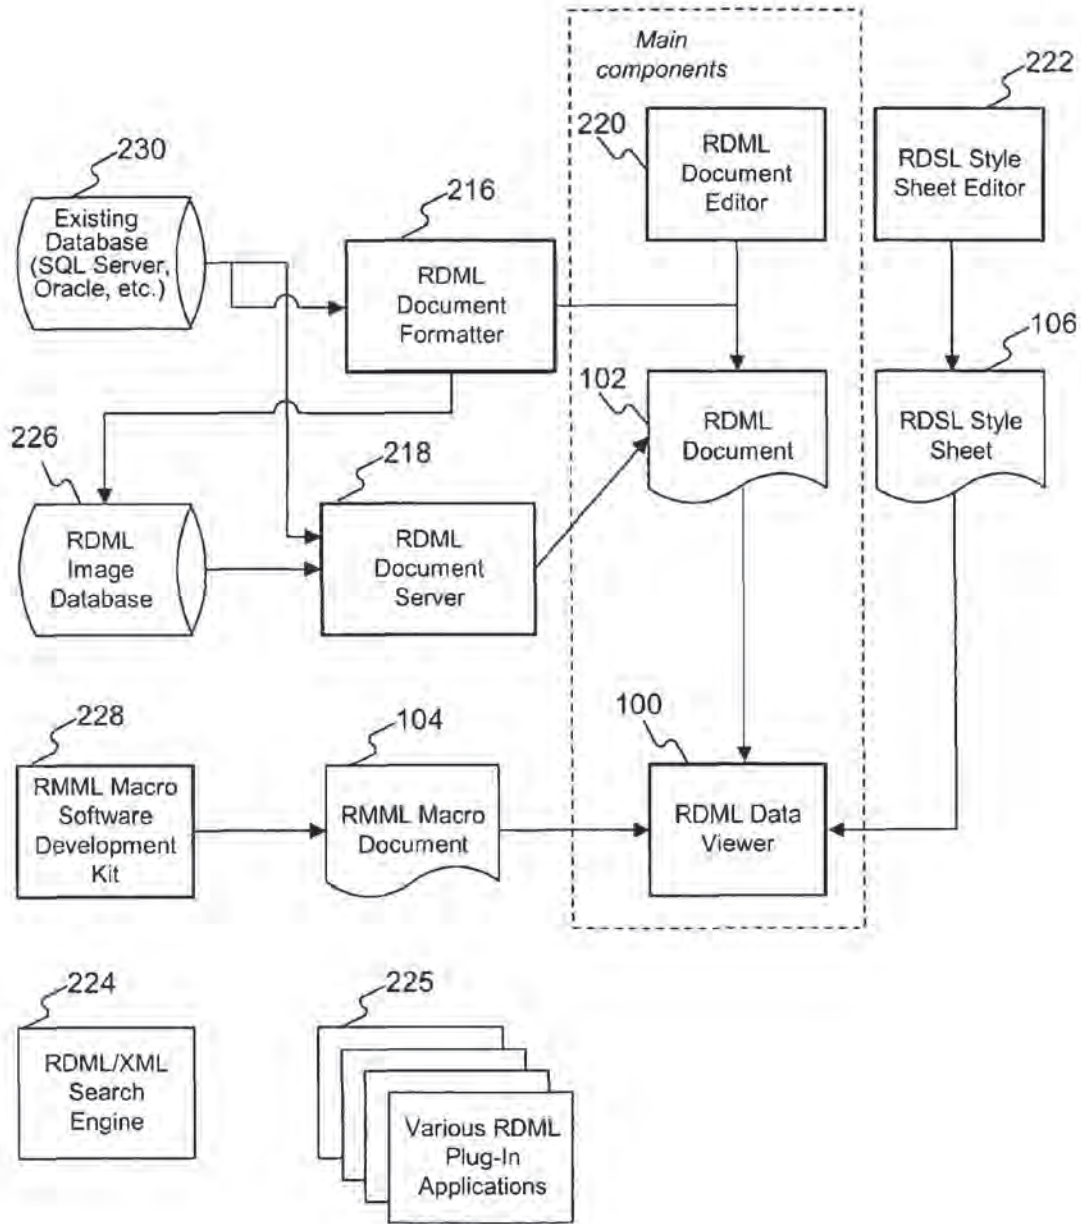 Main
components
222
220
RDML
Document
Editor
RDSL Style
Sheet Editor
230
Existing
Database
(SQL Server,
Oracle, etc.)
216
RDML
Document
Formatter
106
102
RDML
Document
RDSL Style
Sheet
226
RDML
Image
Database
218
RDML
Document
Server
228
RMML Macro
Software
Development
Kit
104
RMML Macro
Document
100
RDML Data
Viewer
224
RDML/XML
Search
Engine
225
Various RDML
Plug-In
Applications